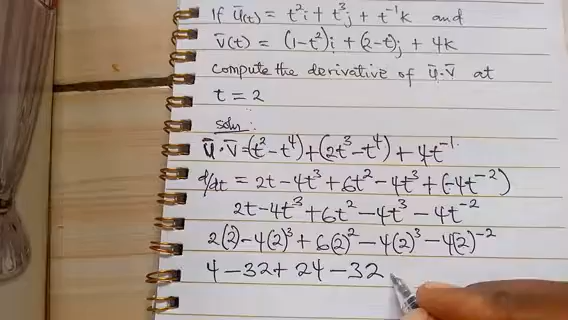 If ū(t) = t²i + t³j + t⁻¹k and
v̄(t) = (1-t²)i + (2-t)j + 4k
Compute the derivative of ū·v̄ at
t = 2
soln:
ū·v̄ = (t² - t⁴) + (2t³ - t⁴) + 4t⁻¹
d/dt = 2t - 4t³ + 6t² - 4t³ + (-4t⁻²)
2t - 4t³ + 6t² - 4t³ - 4t⁻²
2(2) - 4(2)³ + 6(2)² - 4(2)³ - 4(2)⁻²
4 - 32 + 24 - 32